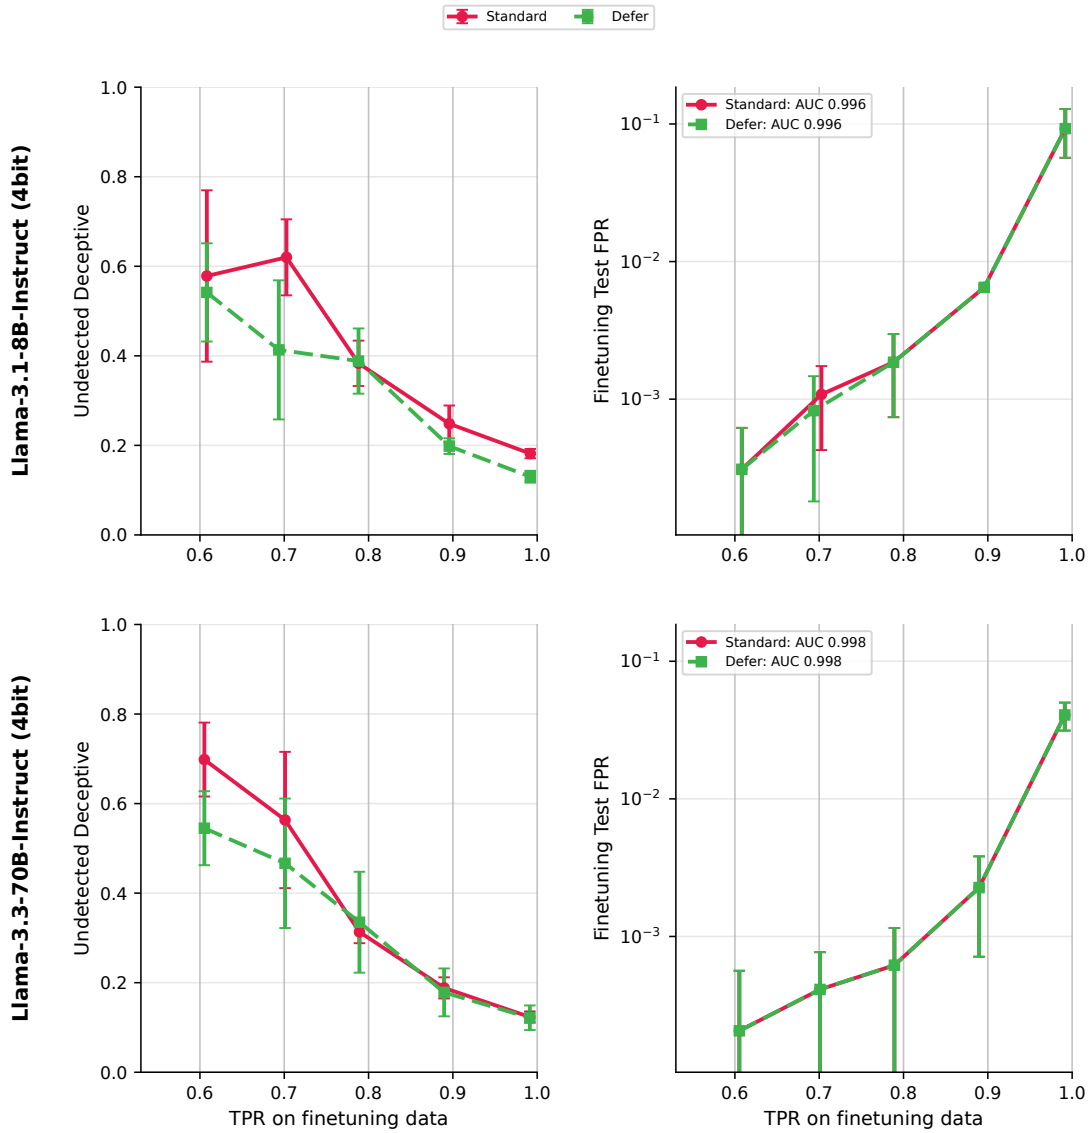 Standard
Defer
Llama-3.1-8B-Instruct (4bit)
Undetected Deceptive
1.0
0.8
0.6
0.4
0.2
0.0
0.6
0.7
0.8
0.9
1.0
Finetuning Test FPR
Standard: AUC 0.996
Defer: AUC 0.996
10⁻¹
10⁻²
10⁻³
0.6
0.7
0.8
0.9
1.0
Llama-3.3-70B-Instruct (4bit)
Undetected Deceptive
1.0
0.8
0.6
0.4
0.2
0.0
0.6
0.7
0.8
0.9
1.0
TPR on finetuning data
Finetuning Test FPR
Standard: AUC 0.998
Defer: AUC 0.998
10⁻¹
10⁻²
10⁻³
0.6
0.7
0.8
0.9
1.0
TPR on finetuning data